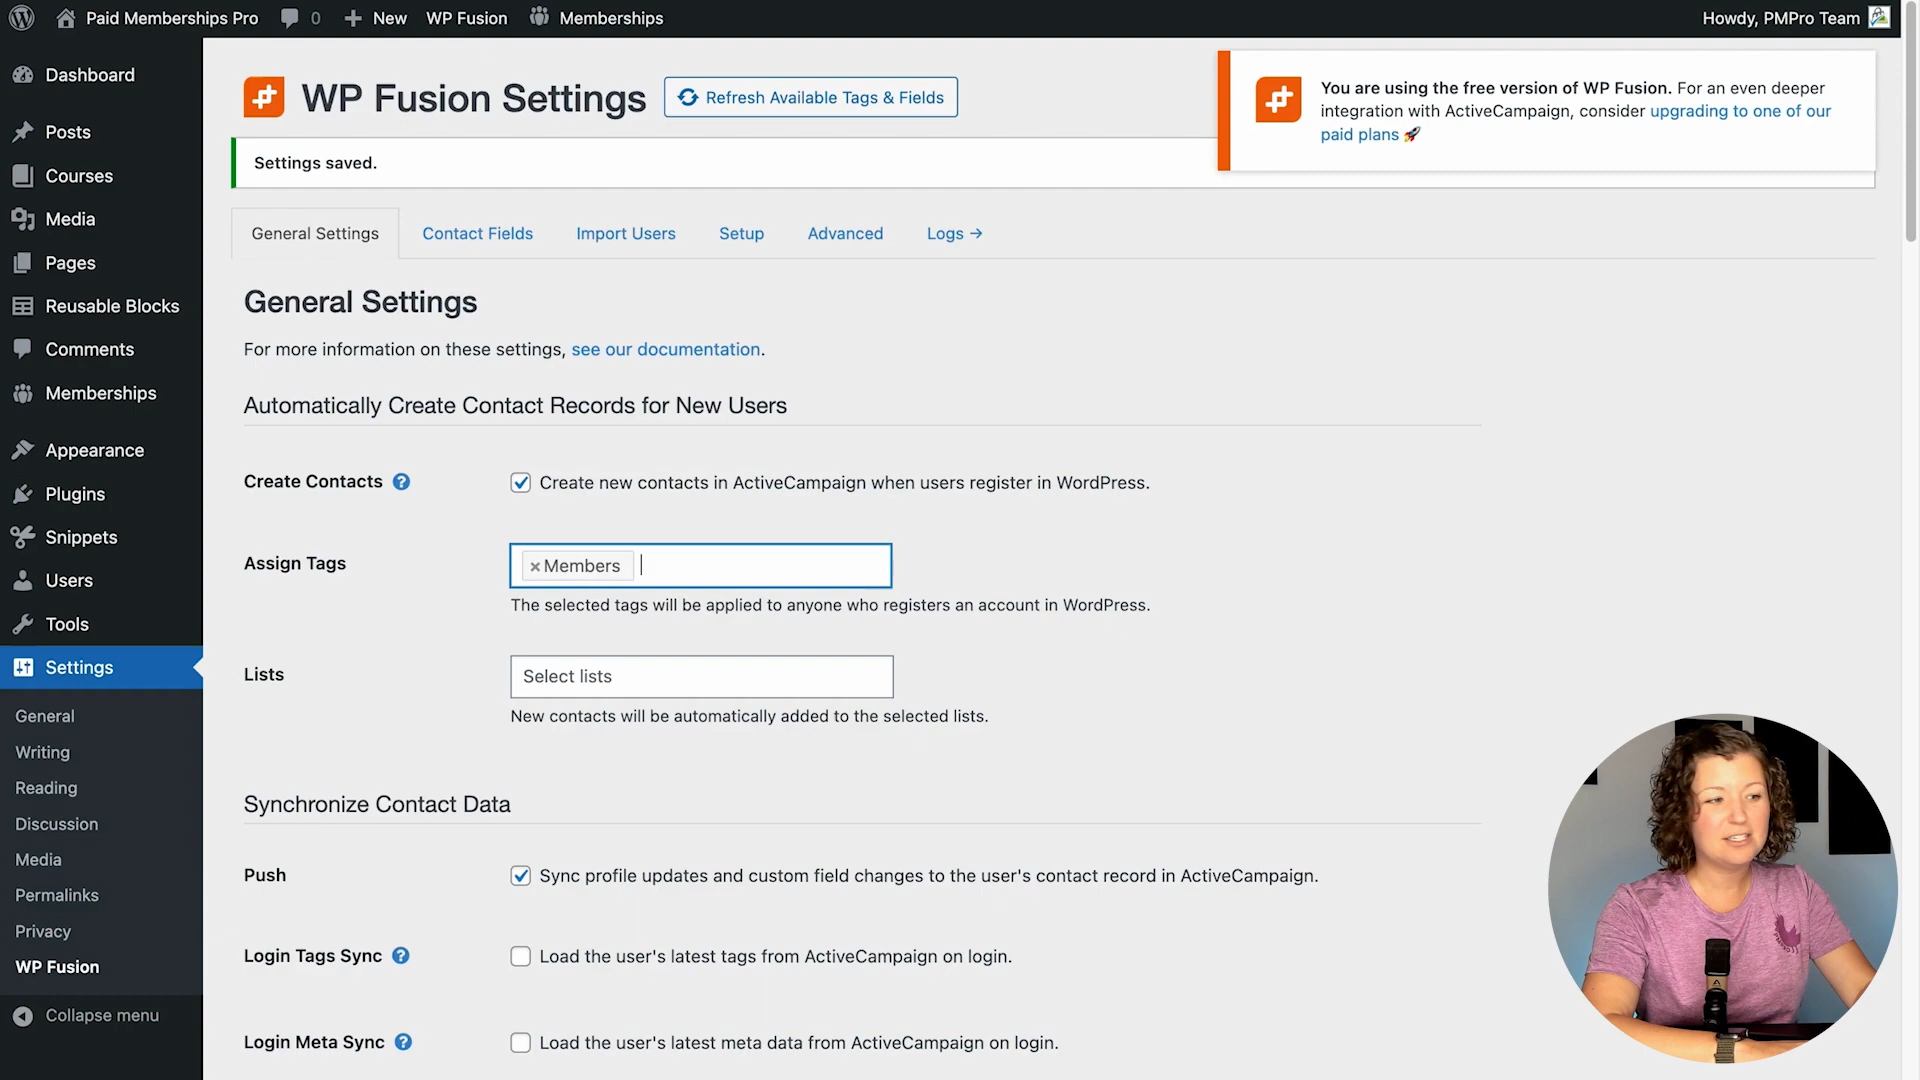 Paid Memberships Pro
0
New
WP Fusion
Memberships
Howdy, PMPro Team
Dashboard
Posts
Courses
Media
Pages
Reusable Blocks
Comments
Memberships
Appearance
Plugins
Snippets
Users
Tools
Settings
General
Writing
Reading
Discussion
Media
Permalinks
Privacy
WP Fusion
Collapse menu
WP Fusion Settings
Refresh Available Tags & Fields
You are using the free version of WP Fusion. For an even deeper
integration with ActiveCampaign, consider upgrading to one of our
paid plans 🚀
Settings saved.
General Settings
Contact Fields
Import Users
Setup
Advanced
Logs →
General Settings
For more information on these settings, see our documentation.
Automatically Create Contact Records for New Users
Create Contacts ?
Create new contacts in ActiveCampaign when users register in WordPress.
Assign Tags
×Members
The selected tags will be applied to anyone who registers an account in WordPress.
Lists
Select lists
New contacts will be automatically added to the selected lists.
Synchronize Contact Data
Push
Sync profile updates and custom field changes to the user's contact record in ActiveCampaign.
Login Tags Sync ?
Load the user's latest tags from ActiveCampaign on login.
Login Meta Sync ?
Load the user's latest meta data from ActiveCampaign on login.